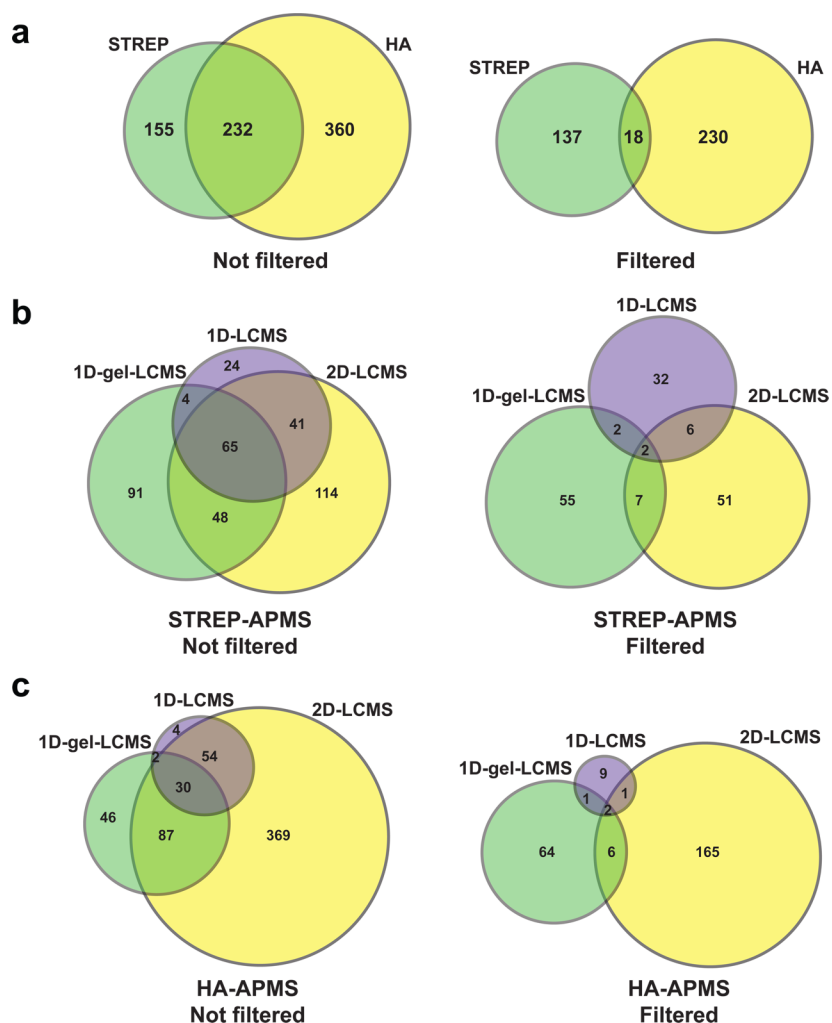 a
STREP
HA
155
232
360
Not filtered
STREP
HA
137
18
230
Filtered
b
1D-LCMS
1D-gel-LCMS
2D-LCMS
24
4
41
65
91
114
48
STREP-APMS
Not filtered
1D-LCMS
1D-gel-LCMS
2D-LCMS
32
2
6
2
55
7
51
STREP-APMS
Filtered
c
1D-LCMS
2D-LCMS
1D-gel-LCMS
4
2
54
30
46
87
369
HA-APMS
Not filtered
1D-LCMS
2D-LCMS
1D-gel-LCMS
9
1
1
2
64
6
165
HA-APMS
Filtered